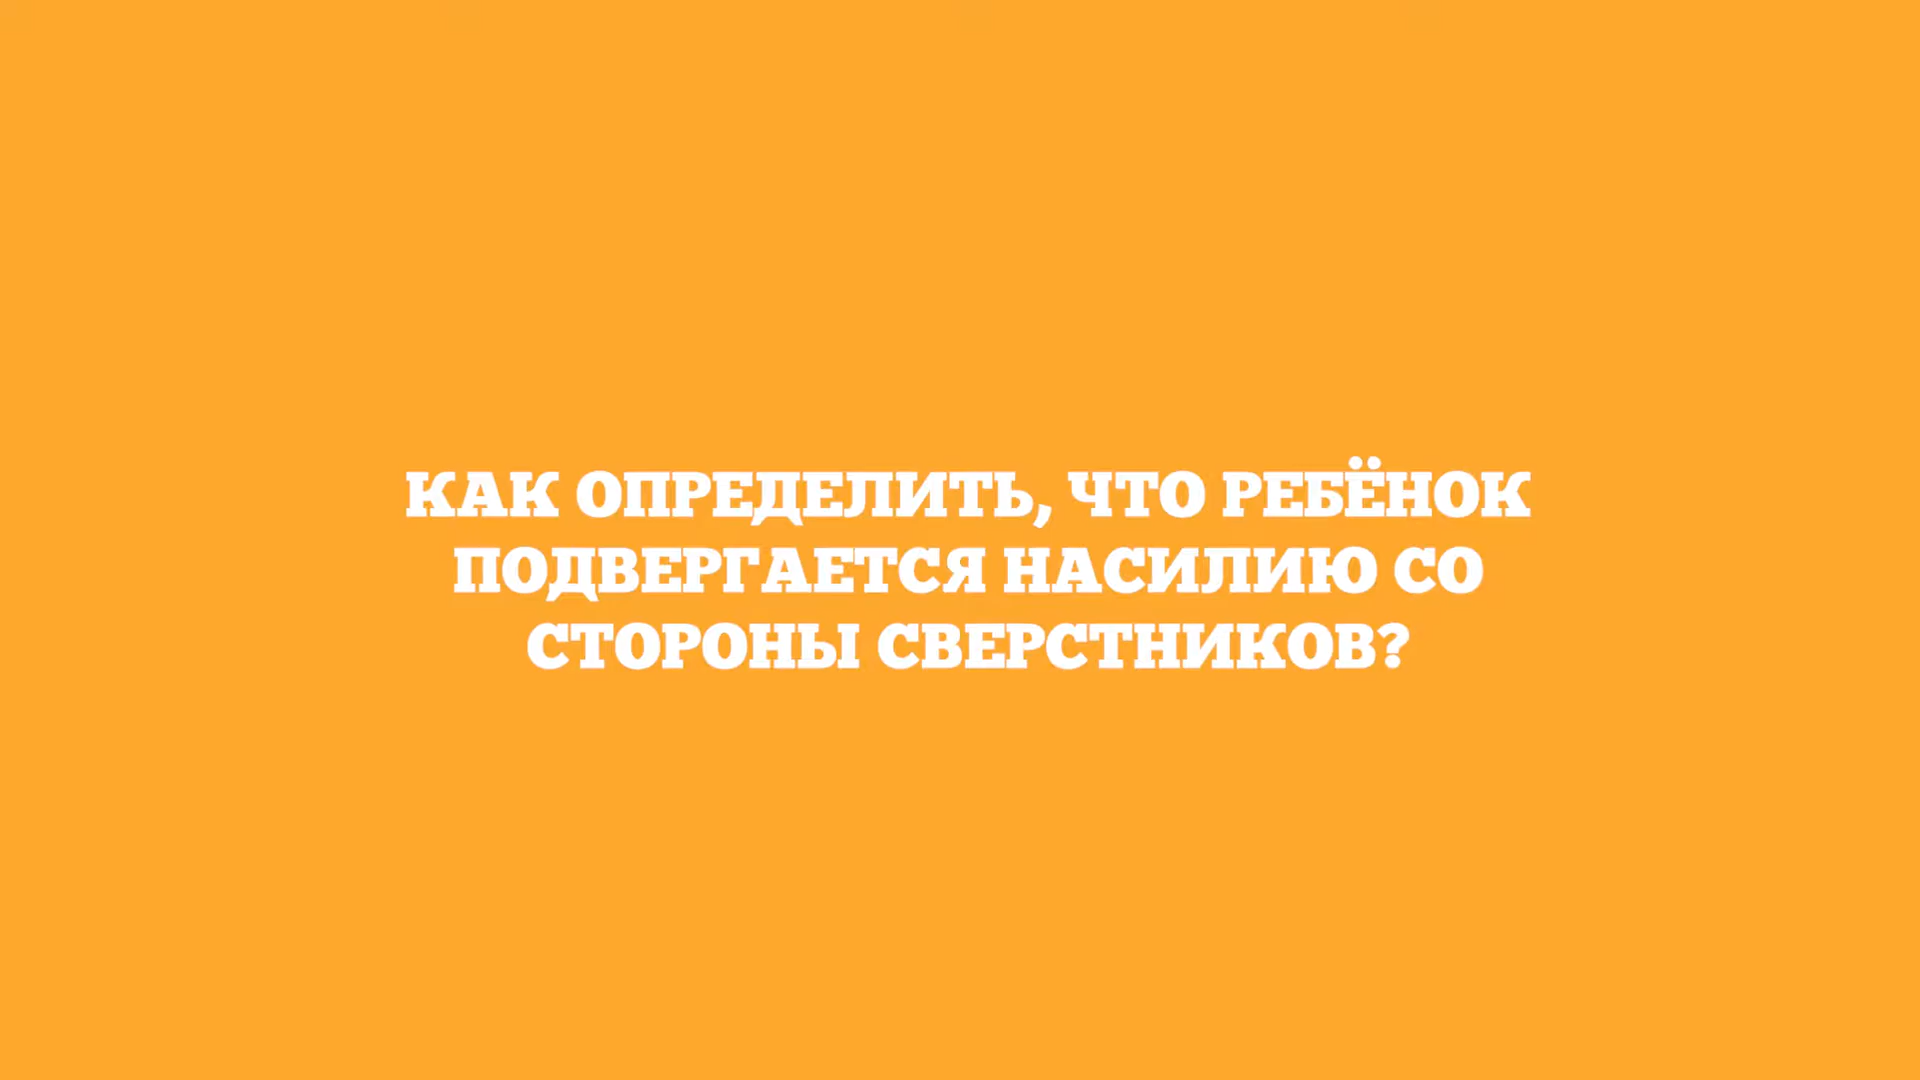 КАК ОПРЕДЕЛИТЬ, ЧТО РЕБЁНОК
ПОДВЕРГАЕТСЯ НАСИЛИЮ СО
СТОРОНЫ СВЕРСТНИКОВ?